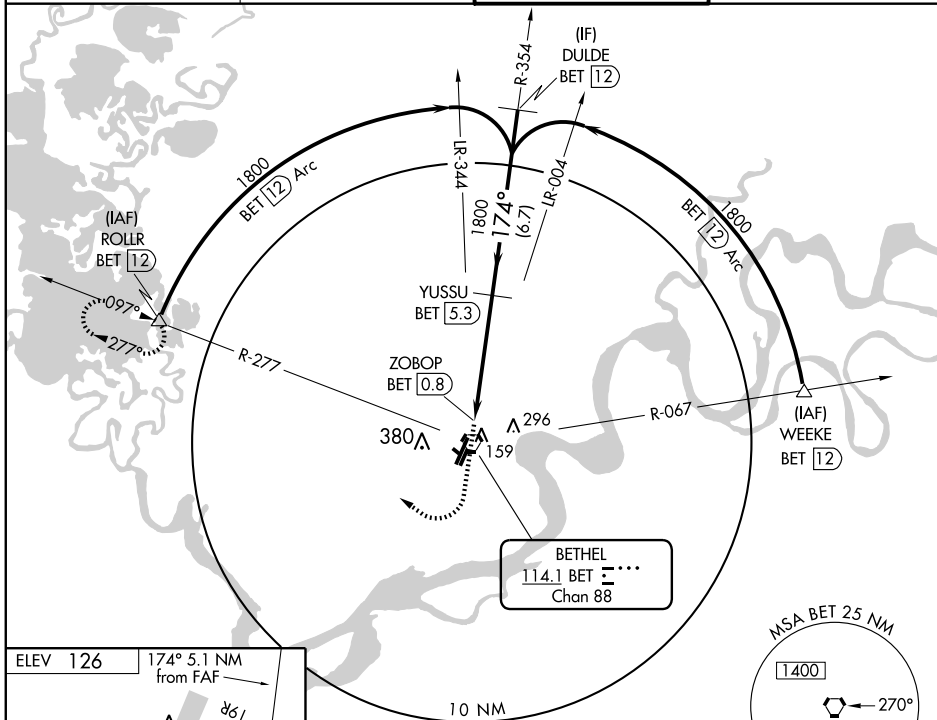 (IF)
DULDE
BET 12
R-354
LR-344
LR-004
1800
BET 12 Arc
1800
BET 12 Arc
(IAF)
ROLLR
BET 12
1800
174°
(6.7)
097°
277°
R-277
YUSSU
BET 5.3
ZOBOP
BET 0.8
R-067
(IAF)
WEEKE
BET 12
380
296
159
BETHEL
114.1 BET
Chan 88
MSA BET 25 NM
1400
270°
ELEV 126
174° 5.1 NM
from FAF
19R
10 NM